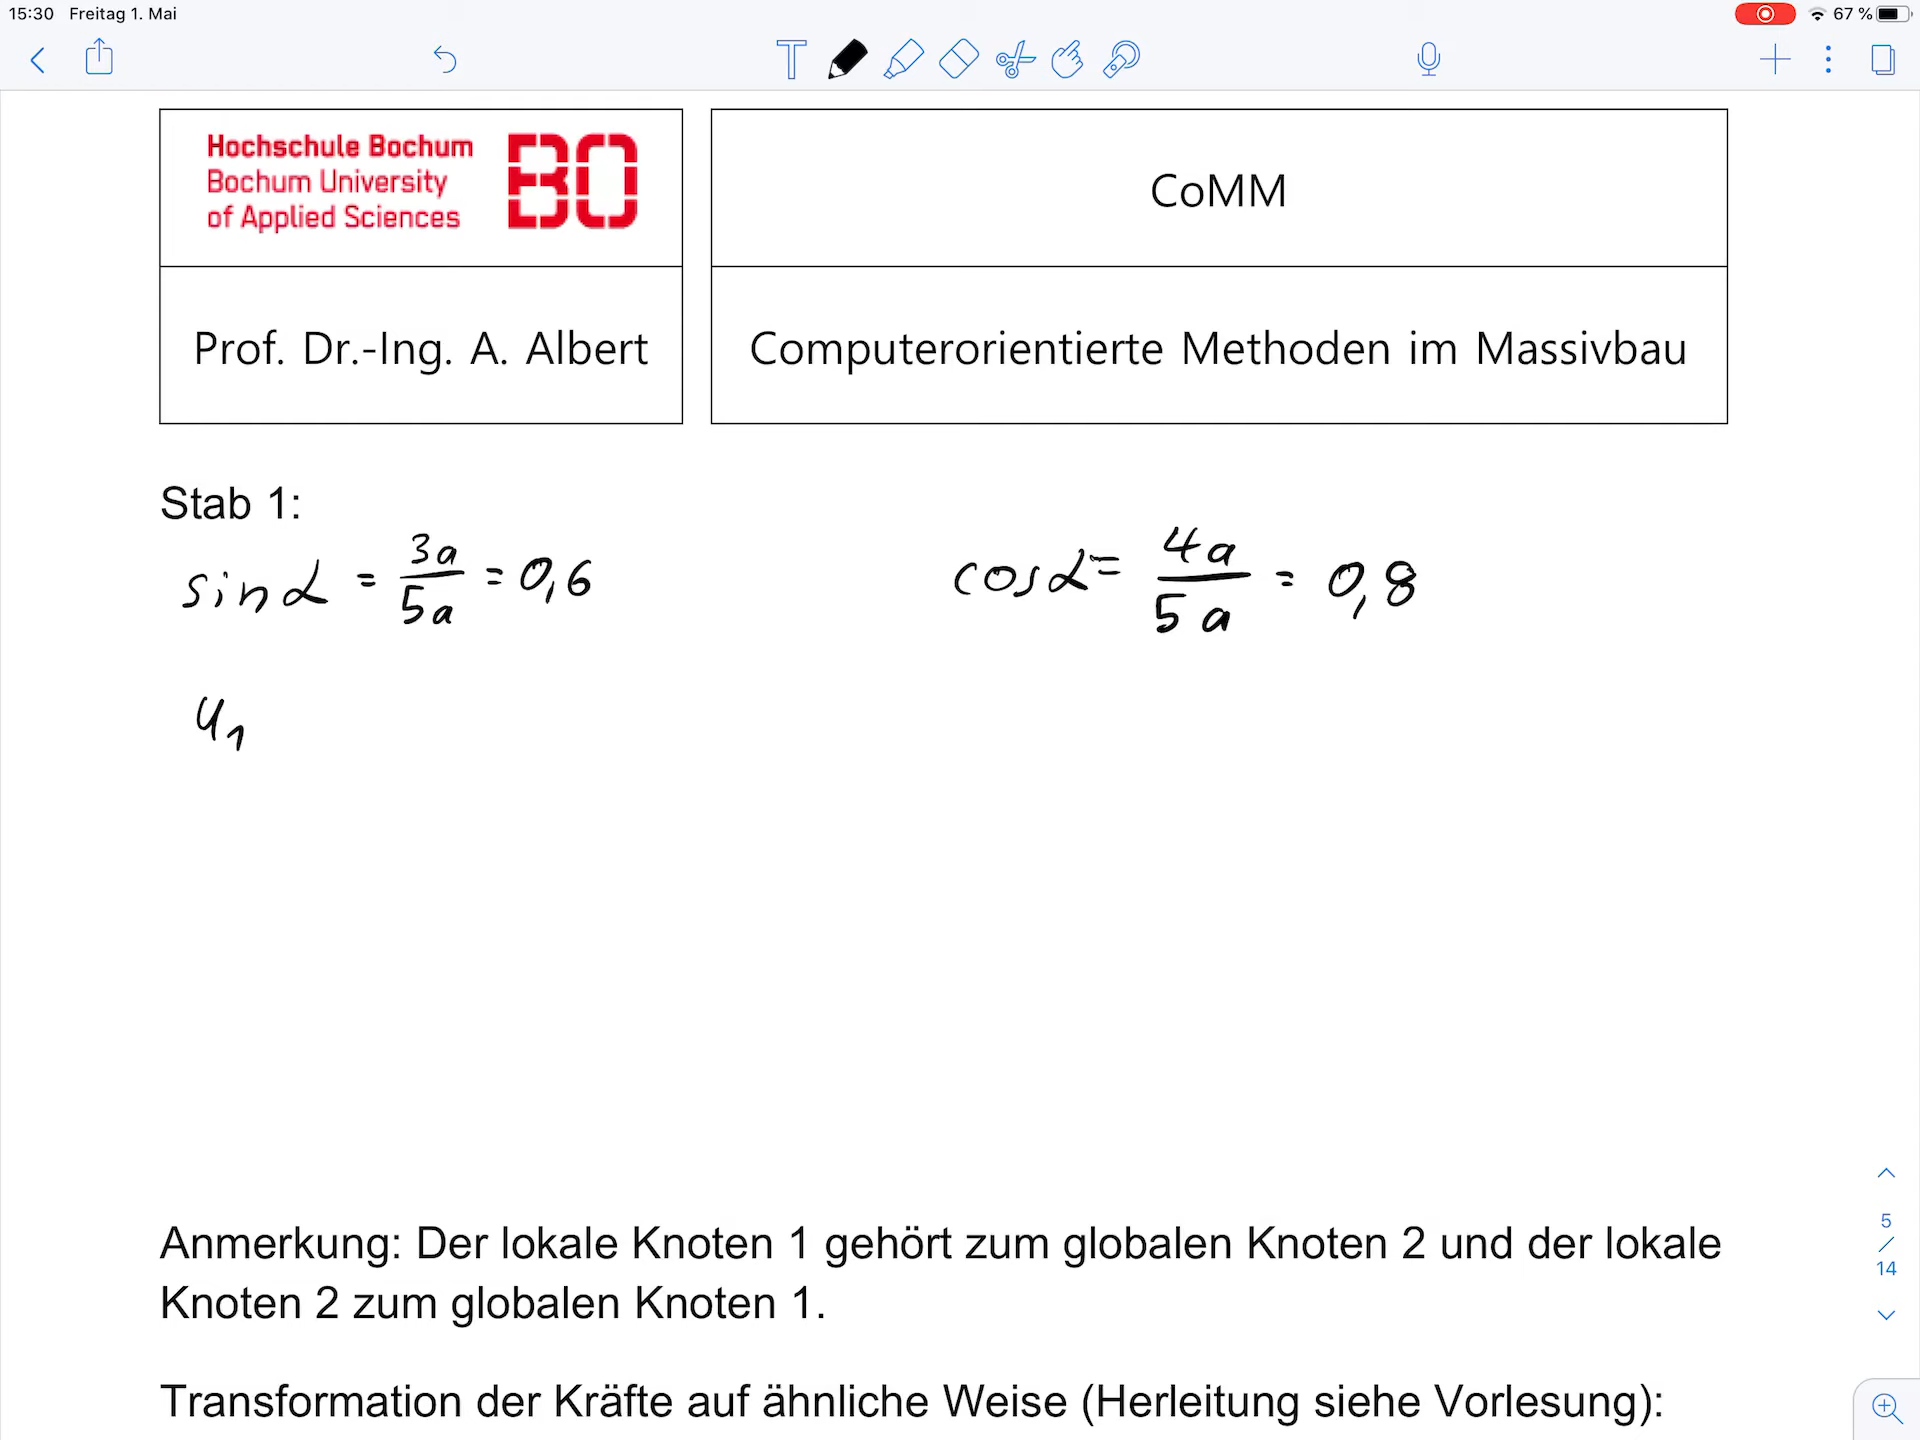 15:30 Freitag 1. Mai 67 %
Hochschule Bochum
Bochum University
of Applied Sciences
BO
CoMM
Prof. Dr.-Ing. A. Albert
Computerorientierte Methoden im Massivbau
Stab 1:
sin α = 3a/5a = 0,6
cos α = 4a/5a = 0,8
u₁
Anmerkung: Der lokale Knoten 1 gehört zum globalen Knoten 2 und der lokale
Knoten 2 zum globalen Knoten 1.
5
/
14
Transformation der Kräfte auf ähnliche Weise (Herleitung siehe Vorlesung):